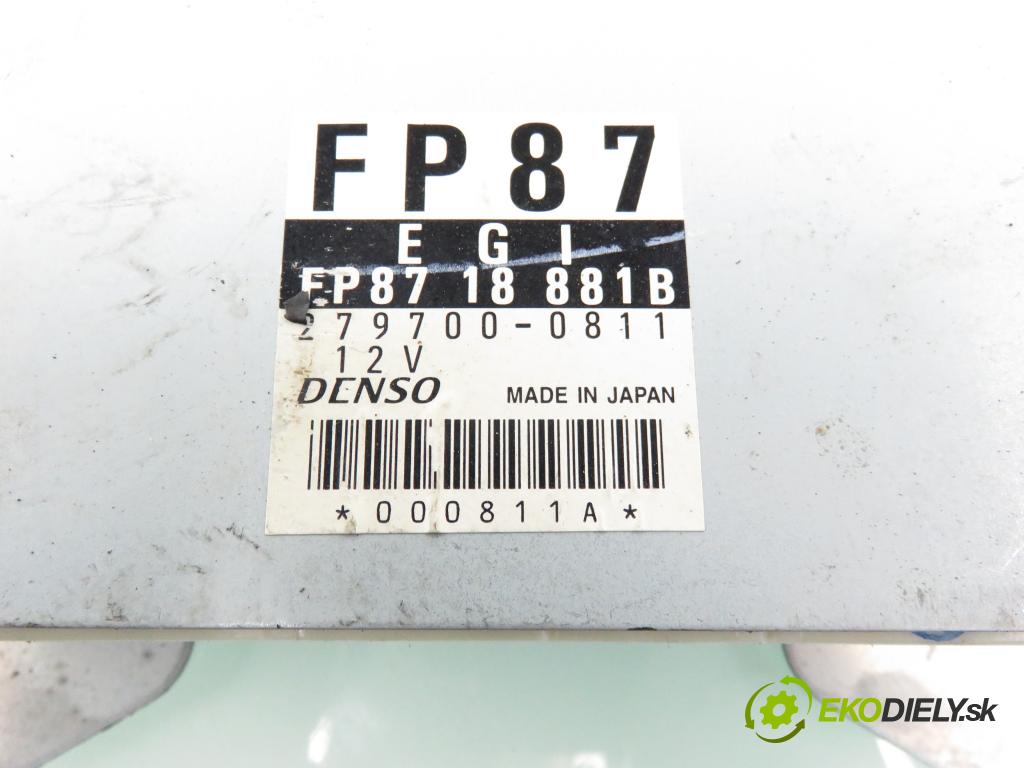 FP87
EGI
FP87 18 881B
279700-0811
12V
DENSO MADE IN JAPAN
*000811A*
EKODIELY.sk